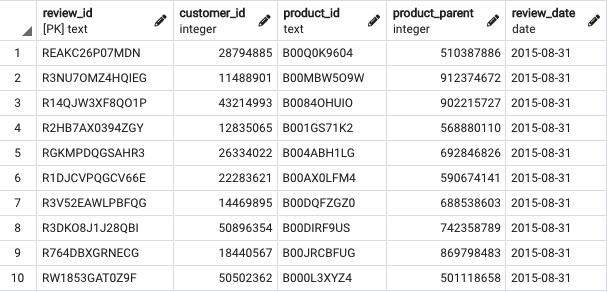 review_id customer_id product_id product_parent review_date
[PK] text integer text integer date
1 REAKC26P07MDN 28794885 B00Q0K9604 510387886 2015-08-31
2 R3NU7OMZ4HQIEG 11488901 B00MBW5O9W 912374672 2015-08-31
3 R14QJW3XF8QO1P 43214993 B0084OHUIO 902215727 2015-08-31
4 R2HB7AX0394ZGY 12835065 B001GS71K2 568880110 2015-08-31
5 RGKMPDQGSAHR3 26334022 B004ABH1LG 692846826 2015-08-31
6 R1DJCVPQGCV66E 22283621 B00AX0LFM4 590674141 2015-08-31
7 R3V52EAWLPBFQG 14469895 B00DQFZGZ0 688538603 2015-08-31
8 R3DKO8J1J28QBI 50896354 B00DIRF9US 742358789 2015-08-31
9 R764DBXGRNECG 18440567 B00JRCBFUG 869798483 2015-08-31
10 RW1853GAT0Z9F 50502362 B000L3XYZ4 501118658 2015-08-31